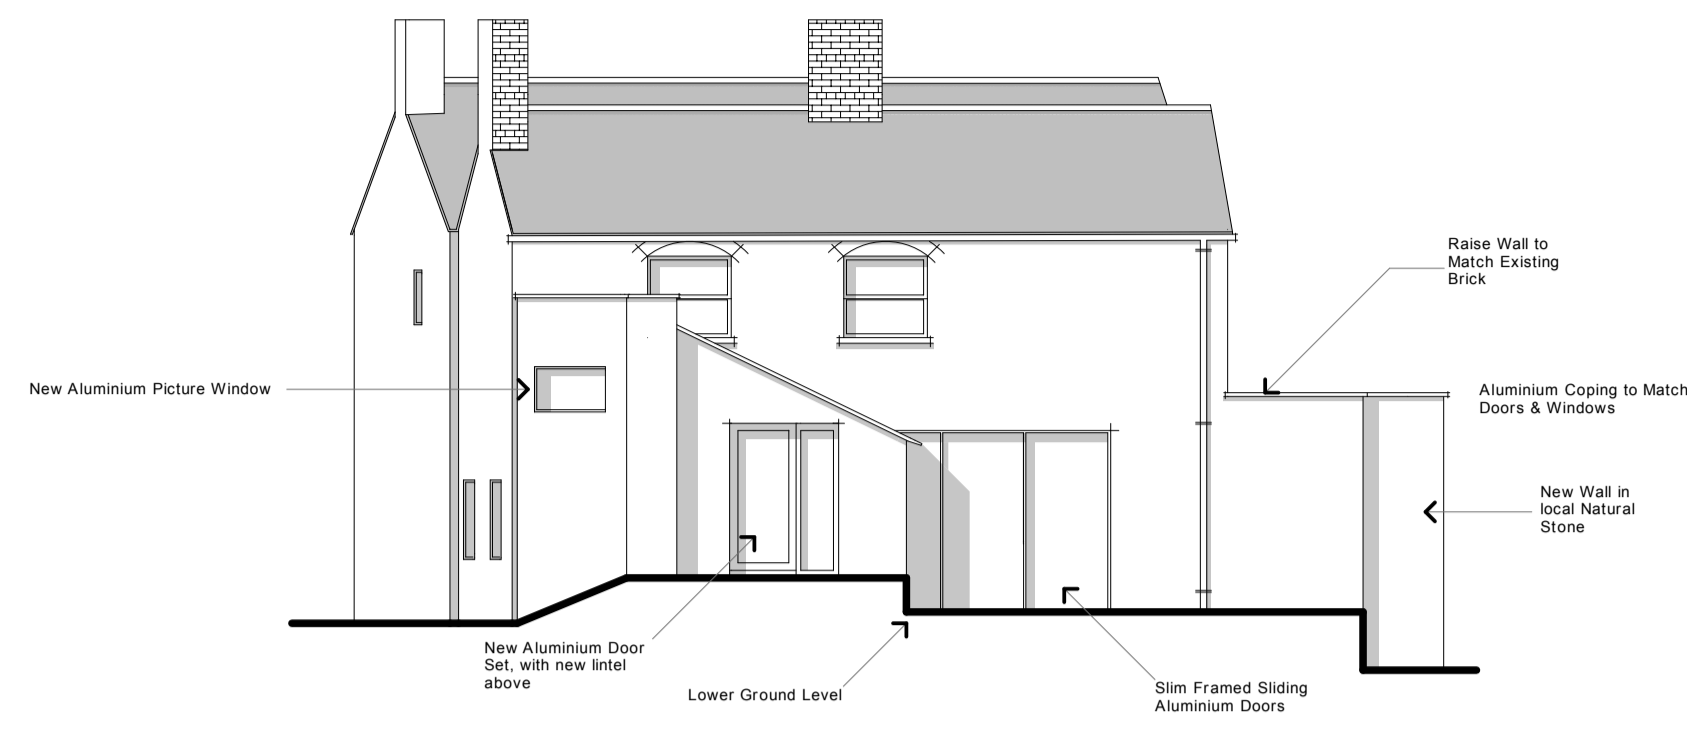 Raise Wall to
Match Existing
Brick
New Aluminium Picture Window
Aluminium Coping to Match
Doors & Windows
New Wall in
local Natural
Stone
New Aluminium Door
Set, with new lintel
above
Lower Ground Level
Slim Framed Sliding
Aluminium Doors